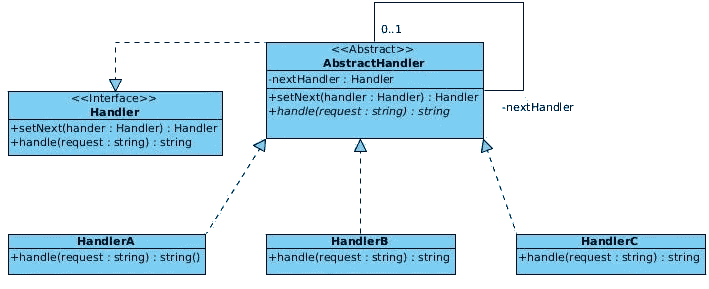 0..1
<<Abstract>>
AbstractHandler
-nextHandler : Handler
+setNext(hander : Handler) : Handler
+handle(request : string) : string
-nextHandler
<<Interface>>
Handler
+setNext(hander : Handler) : Handler
+handle(request : string) : string
HandlerA
+handle(request : string) : string()
HandlerB
+handle(request : string) : string
HandlerC
+handle(request : string) : string